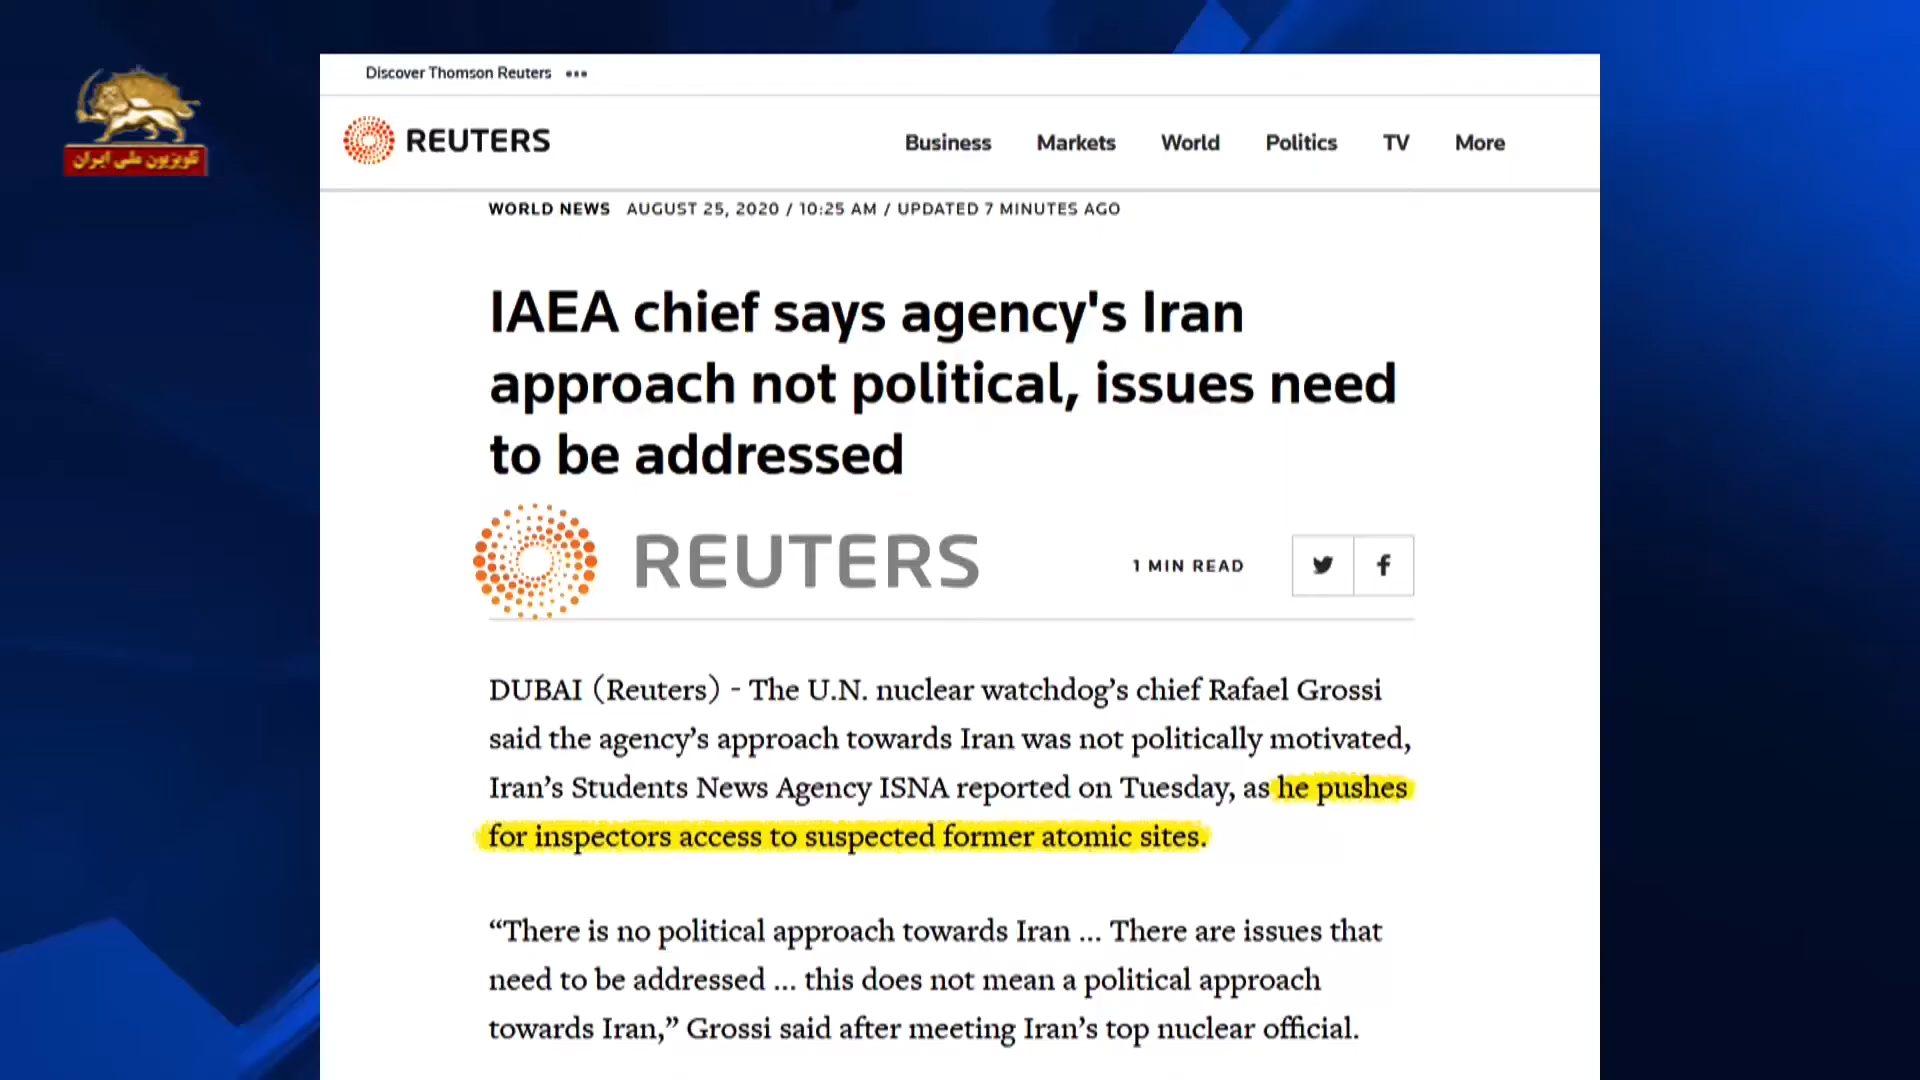 Discover Thomson Reuters •••
تلویزیون ملی ایران
REUTERS
Business Markets World Politics TV More
WORLD NEWS AUGUST 25, 2020 / 10:25 AM / UPDATED 7 MINUTES AGO
IAEA chief says agency's Iran
approach not political, issues need
to be addressed
REUTERS
1 MIN READ
DUBAI (Reuters) - The U.N. nuclear watchdog’s chief Rafael Grossi
said the agency’s approach towards Iran was not politically motivated,
Iran’s Students News Agency ISNA reported on Tuesday, as he pushes
for inspectors access to suspected former atomic sites.
“There is no political approach towards Iran ... There are issues that
need to be addressed ... this does not mean a political approach
towards Iran,” Grossi said after meeting Iran’s top nuclear official.